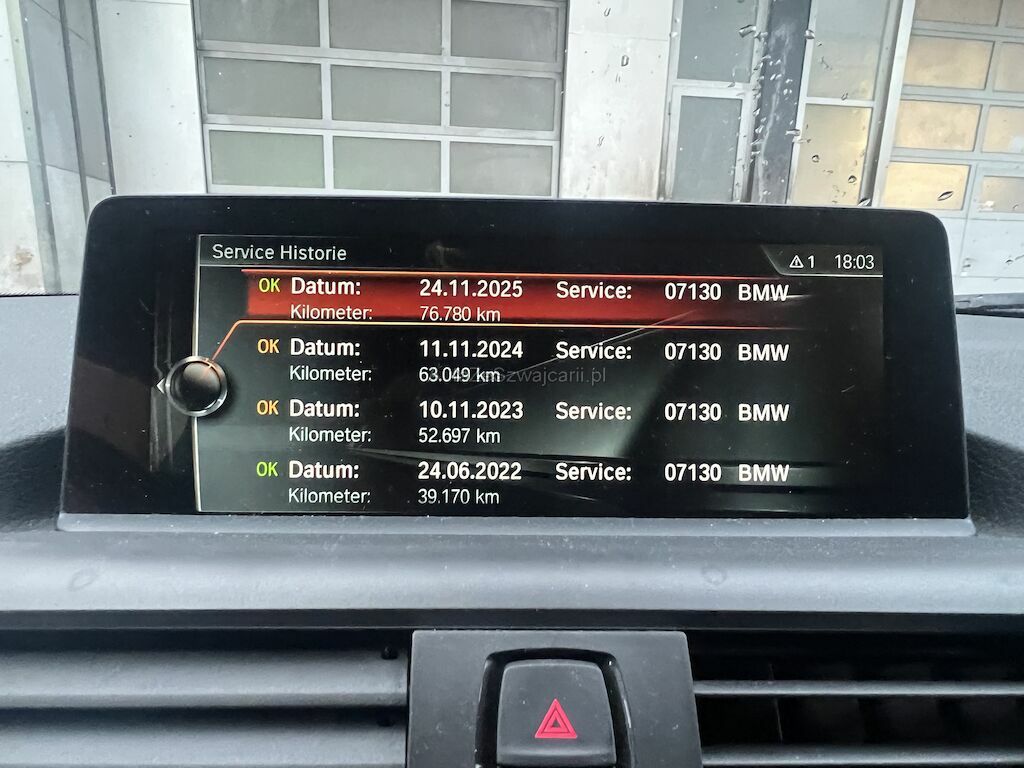 Service Historie
1 18:03
OK Datum: 24.11.2025 Service: 07130 BMW
Kilometer: 76.780 km
OK Datum: 11.11.2024 Service: 07130 BMW
Kilometer: 63.049 km
OK Datum: 10.11.2023 Service: 07130 BMW
Kilometer: 52.697 km
OK Datum: 24.06.2022 Service: 07130 BMW
Kilometer: 39.170 km